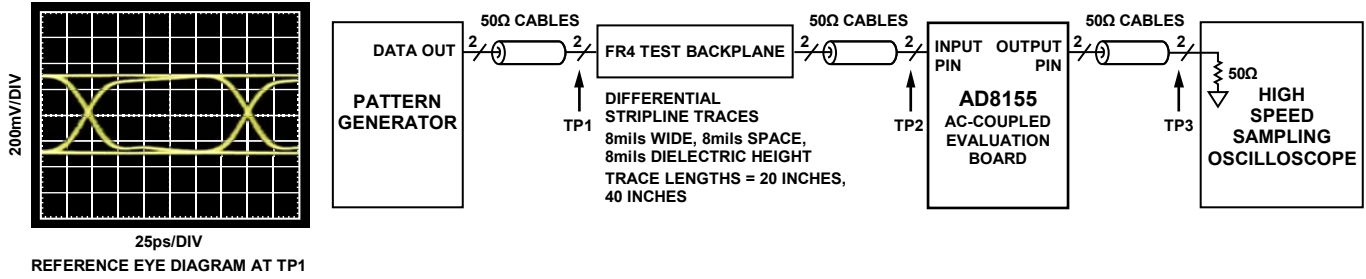 200mV/DIV
25ps/DIV
REFERENCE EYE DIAGRAM AT TP1
DATA OUT
PATTERN
GENERATOR
50Ω CABLES
2
2
TP1
FR4 TEST BACKPLANE
DIFFERENTIAL
STRIPLINE TRACES
8mils WIDE, 8mils SPACE,
8mils DIELECTRIC HEIGHT
TRACE LENGTHS = 20 INCHES,
40 INCHES
50Ω CABLES
2
2
TP2
INPUT OUTPUT
PIN PIN
AD8155
AC-COUPLED
EVALUATION
BOARD
50Ω CABLES
2
2
TP3
50Ω
HIGH
SPEED
SAMPLING
OSCILLOSCOPE